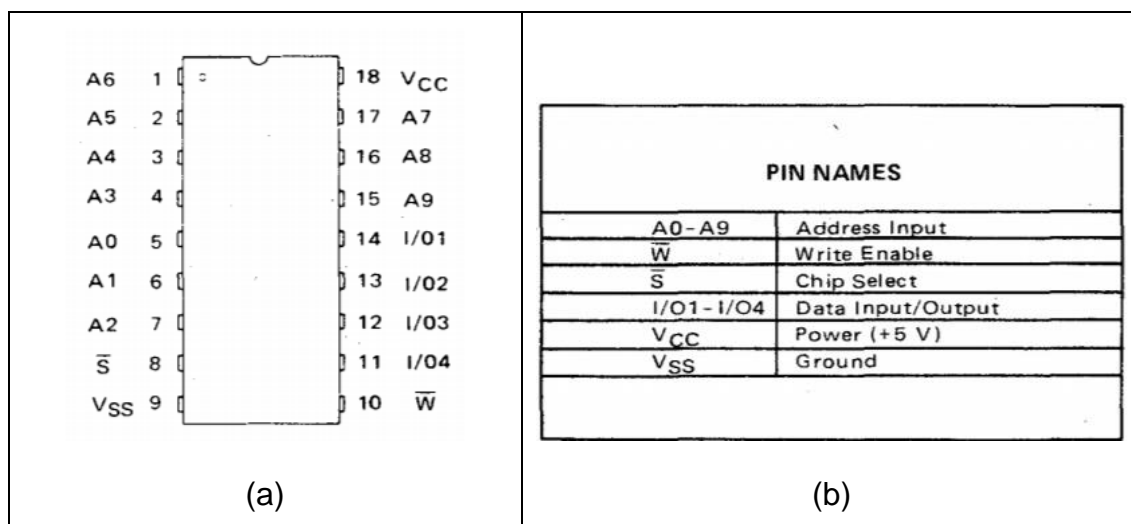 A6 1 18 VCC
A5 2 17 A7
A4 3 16 A8
A3 4 15 A9
A0 5 14 I/O1
A1 6 13 I/O2
A2 7 12 I/O3
S̅ 8 11 I/O4
VSS 9 10 W̅
(a)
PIN NAMES
A0-A9 Address Input
W̅ Write Enable
S̅ Chip Select
I/O1-I/O4 Data Input/Output
VCC Power (+5 V)
VSS Ground
(b)